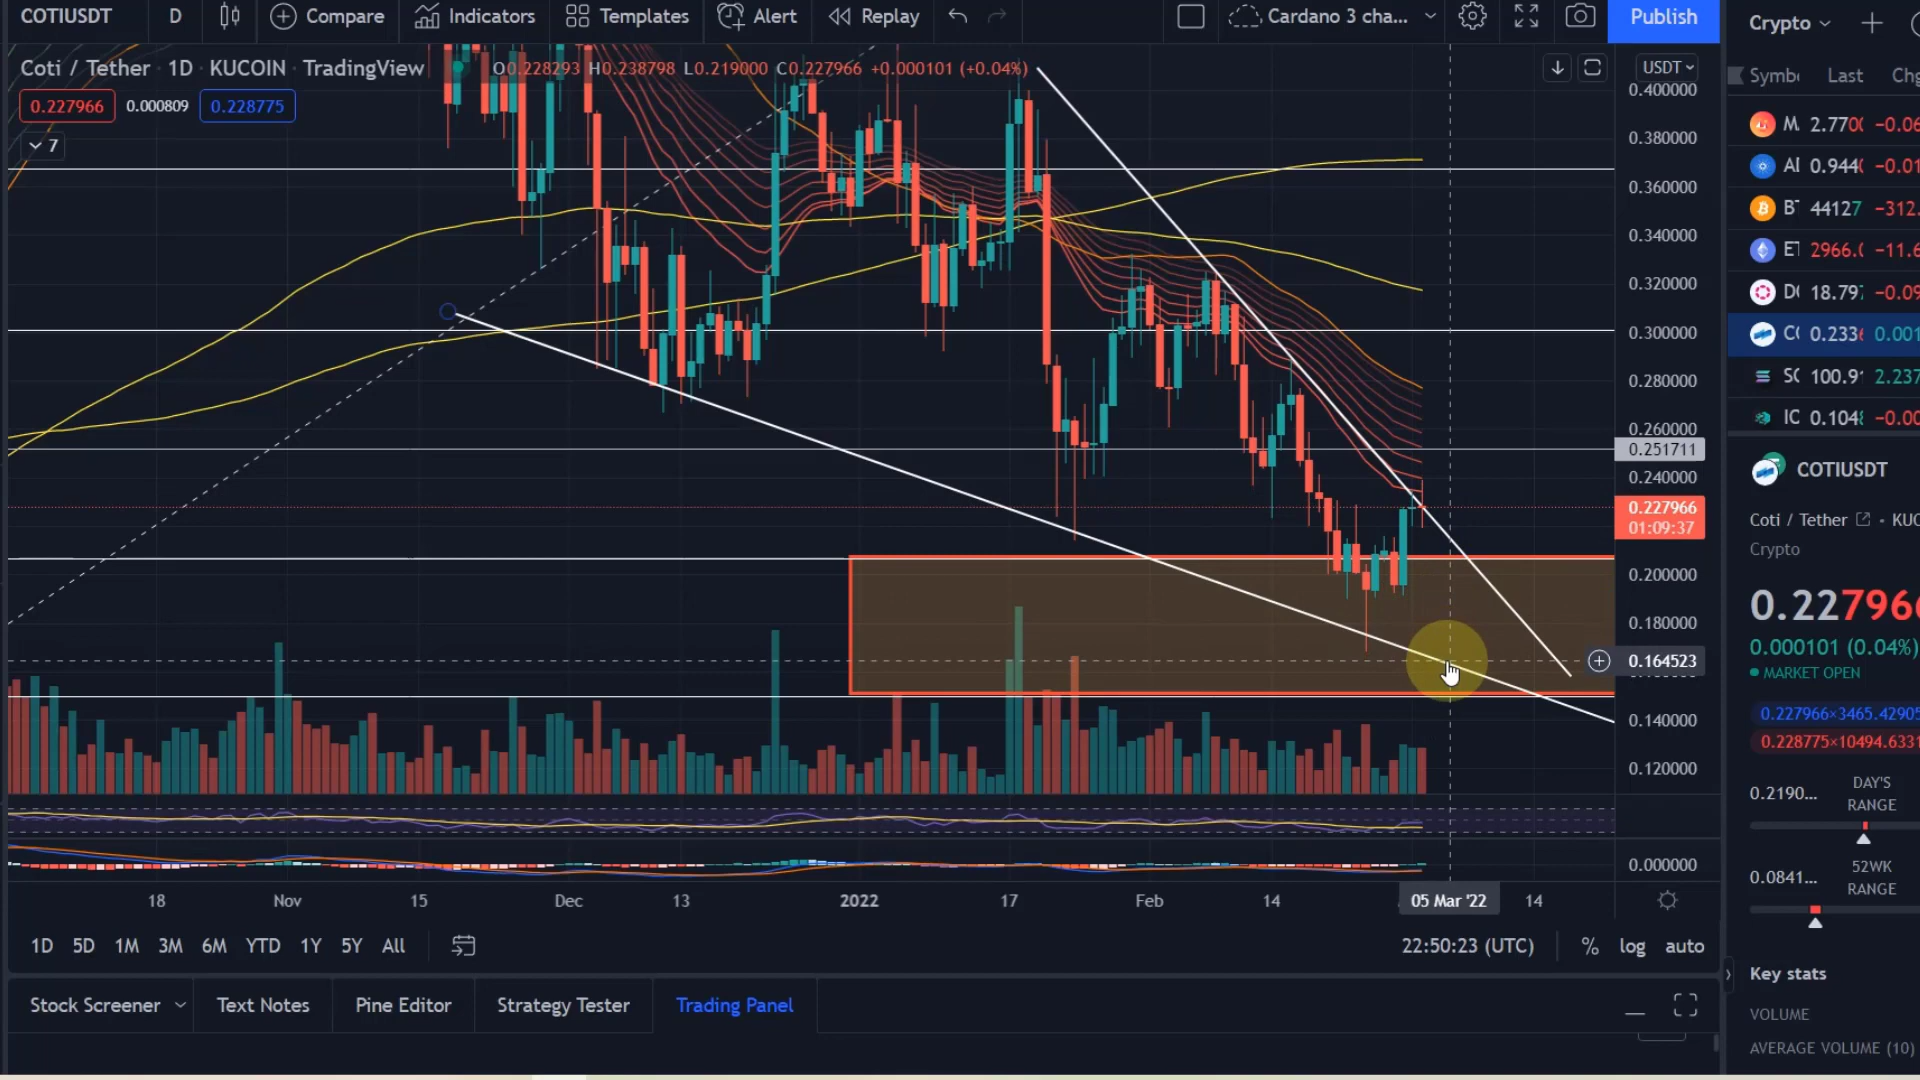 COTIUSDT D Compare Indicators Templates Alert Replay Cardano 3 cha... Publish
Coti / Tether 1D · KUCOIN · TradingView O0.228293 H0.238798 L0.219000 C0.227966 +0.000101 (+0.04%)
0.227966 0.000809 0.228775
7
USDT
0.400000
0.380000
0.360000
0.340000
0.320000
0.300000
0.280000
0.260000
0.251711
0.240000
0.227966
01:09:37
0.200000
0.180000
0.164523
0.140000
0.120000
0.000000
18 Nov 15 Dec 13 2022 17 Feb 14 05 Mar '22 14
1D 5D 1M 3M 6M YTD 1Y 5Y All 22:50:23 (UTC) % log auto
Stock Screener Text Notes Pine Editor Strategy Tester Trading Panel
Crypto
Symb Last Chg
M 2.770 -0.06
0.944 -0.01
B 44127 -312.
2966. -11.6
D 18.797 -0.09
0.233 0.001
100.91 2.237
IC 0.104 -0.00
COTIUSDT
Coti / Tether • KUC
Crypto
0.227966
0.000101 (0.04%)
MARKET OPEN
0.227966×3465.42905
0.228775×10494.6331
0.2190... DAY'S RANGE
0.0841... 52WK RANGE
Key stats
VOLUME
AVERAGE VOLUME (10)